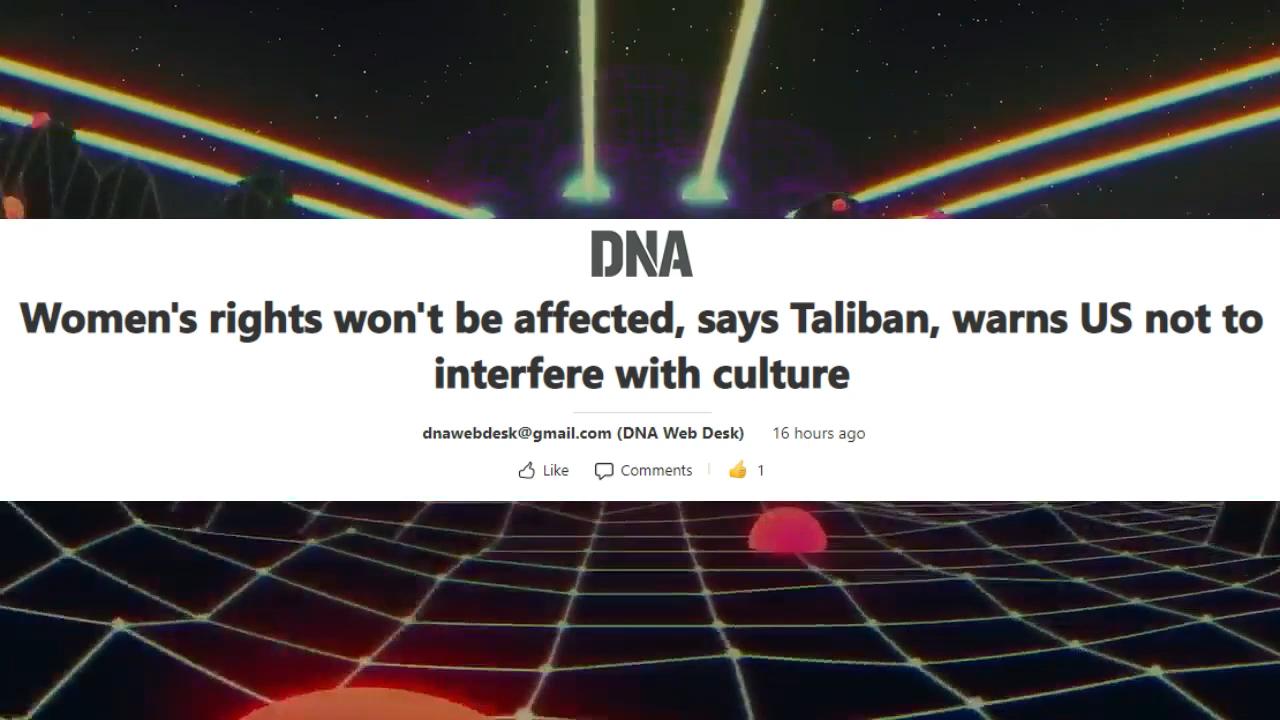 DNA
Women's rights won't be affected, says Taliban, warns US not to
interfere with culture
dnawebdesk@gmail.com (DNA Web Desk) 16 hours ago
Like Comments 1